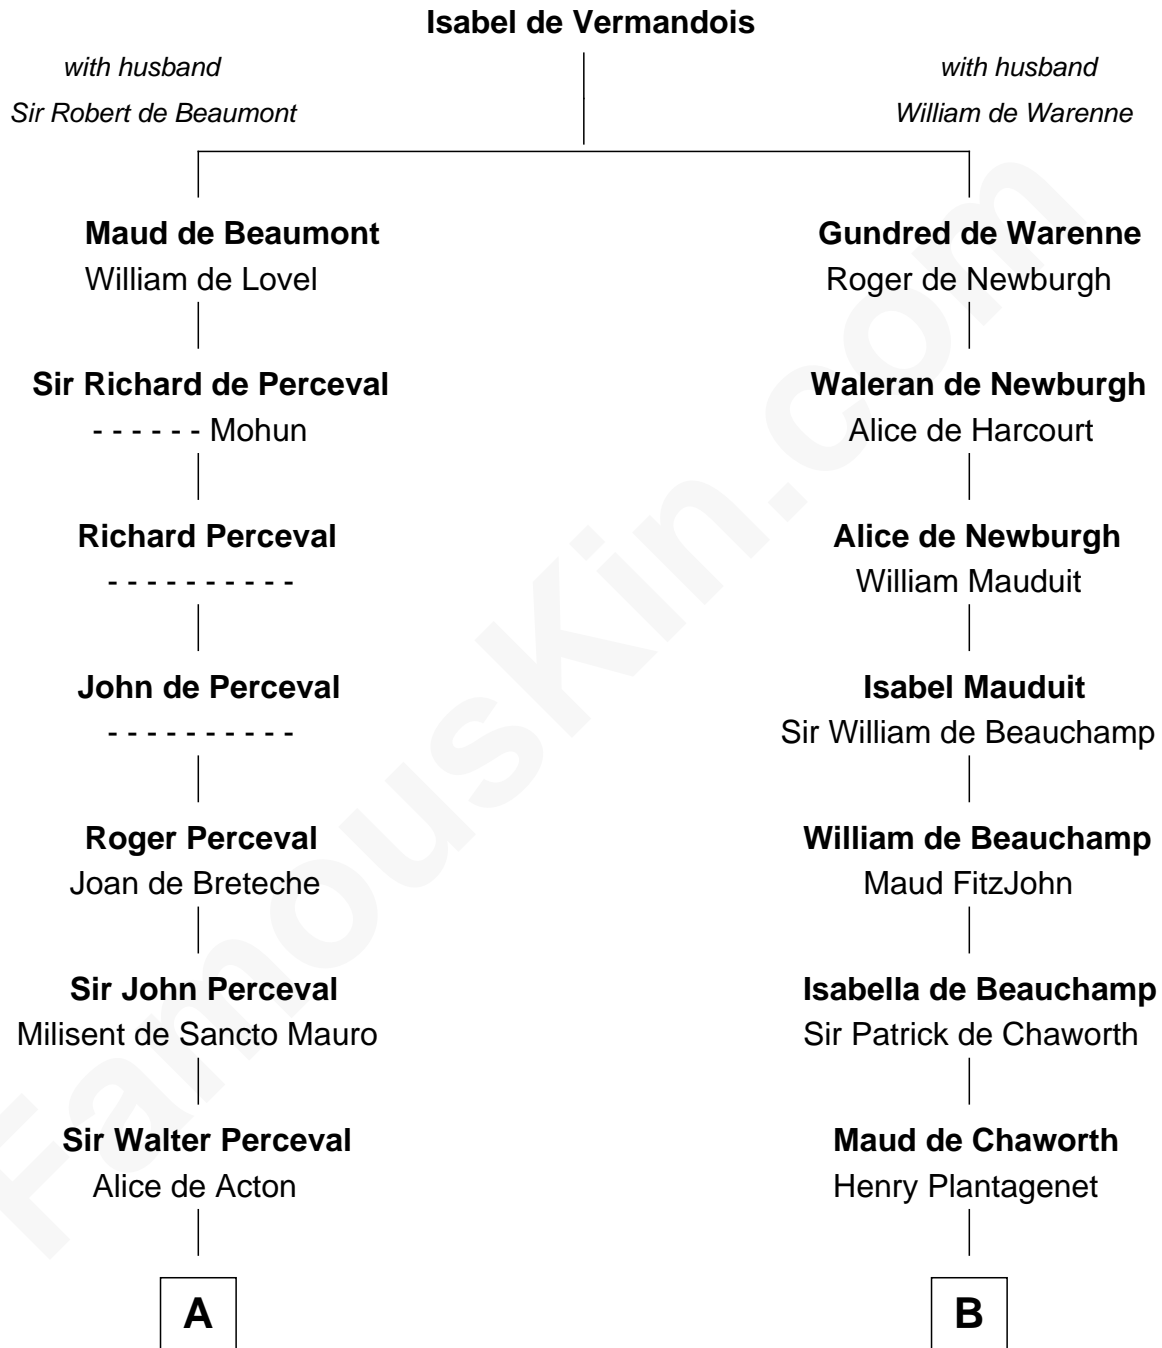 Isabel de Vermandois
with husband
Sir Robert de Beaumont
with husband
William de Warenne
Maud de Beaumont
William de Lovel
Gundred de Warenne
Roger de Newburgh
Sir Richard de Perceval
- - - - - - Mohun
Waleran de Newburgh
Alice de Harcourt
Richard Perceval
- - - - - - - - - -
Alice de Newburgh
William Mauduit
John de Perceval
- - - - - - - - - -
Isabel Mauduit
Sir William de Beauchamp
Roger Perceval
Joan de Breteche
William de Beauchamp
Maud FitzJohn
Sir John Perceval
Milisent de Sancto Mauro
Isabella de Beauchamp
Sir Patrick de Chaworth
Sir Walter Perceval
Alice de Acton
Maud de Chaworth
Henry Plantagenet
A
B
FamousKin.com